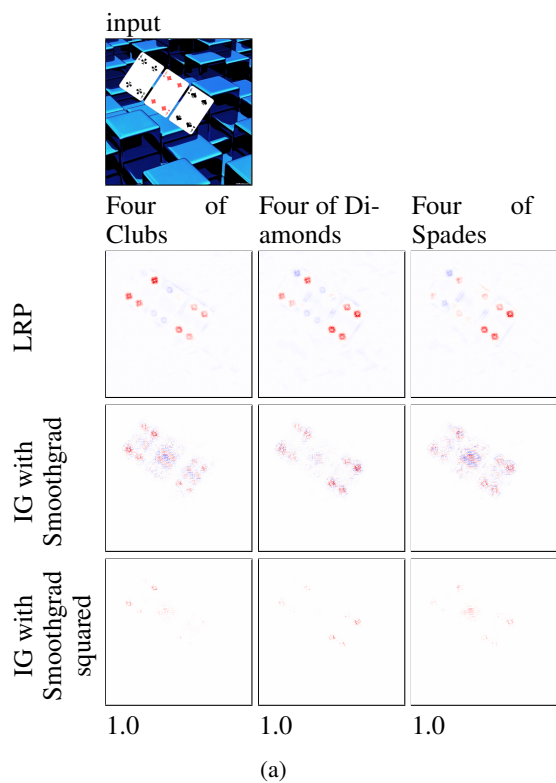 input
Four of
Clubs
Four of Di-
amonds
Four of
Spades
LRP
IG with
Smoothgrad
IG with
Smoothgrad
squared
1.0
1.0
1.0
(a)